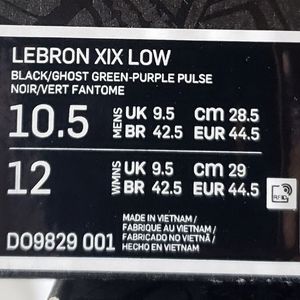 LEBRON XIX LOW
BLACK/GHOST GREEN-PURPLE PULSE
NOIR/VERT FANTOME
10.5 MENS UK 9.5 CM 28.5
BR 42.5 EUR 44.5
12 WMNS UK 9.5 CM 29
BR 42.5 EUR 44.5
RFID
MADE IN VIETNAM/
FABRIQUE AU VIETNAM/
FABRICADO NO VIETNÃ/
HECHO EN VIETNAM
DO9829 001